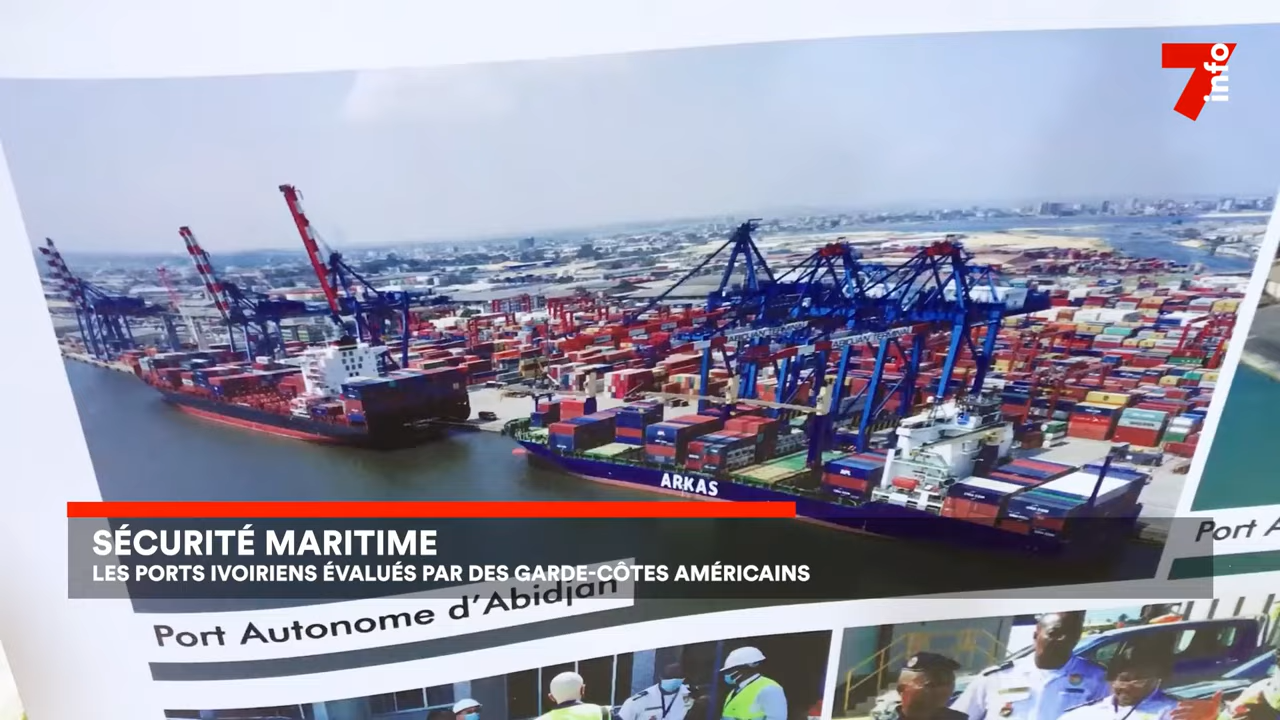 7
info
ARKAS
SÉCURITÉ MARITIME
LES PORTS IVOIRIENS ÉVALUÉS PAR DES GARDE-CÔTES AMÉRICAINS
Port Autonome d'Abidjan
Port A